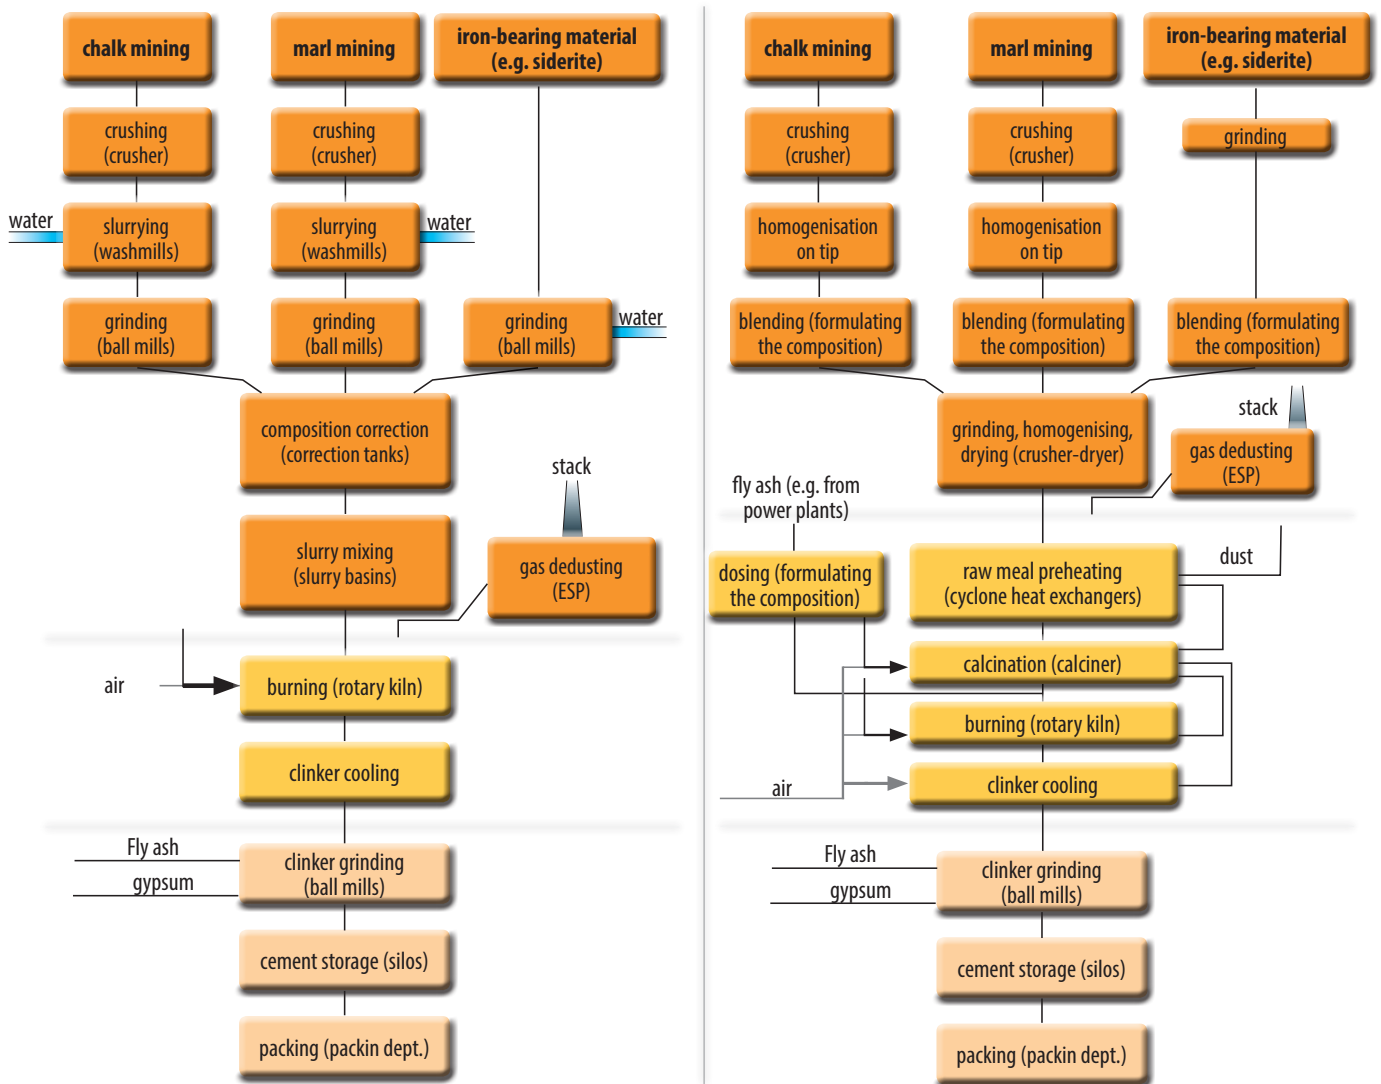 chalk mining
marl mining
iron-bearing material
(e.g. siderite)
crushing
(crusher)
crushing
(crusher)
water
slurrying
(washmills)
slurrying
(washmills)
water
grinding
(ball mills)
grinding
(ball mills)
grinding
(ball mills)
water
composition correction
(correction tanks)
stack
slurry mixing
(slurry basins)
gas dedusting
(ESP)
air
burning (rotary kiln)
clinker cooling
Fly ash
gypsum
clinker grinding
(ball mills)
cement storage (silos)
packing (packin dept.)
chalk mining
marl mining
iron-bearing material
(e.g. siderite)
crushing
(crusher)
crushing
(crusher)
grinding
homogenisation
on tip
homogenisation
on tip
blending (formulating
the composition)
blending (formulating
the composition)
blending (formulating
the composition)
stack
grinding, homogenising,
drying (crusher-dryer)
gas dedusting
(ESP)
fly ash (e.g. from
power plants)
dust
dosing (formulating
the composition)
raw meal preheating
(cyclone heat exchangers)
calcination (calciner)
burning (rotary kiln)
air
clinker cooling
Fly ash
gypsum
clinker grinding
(ball mills)
cement storage (silos)
packing (packin dept.)